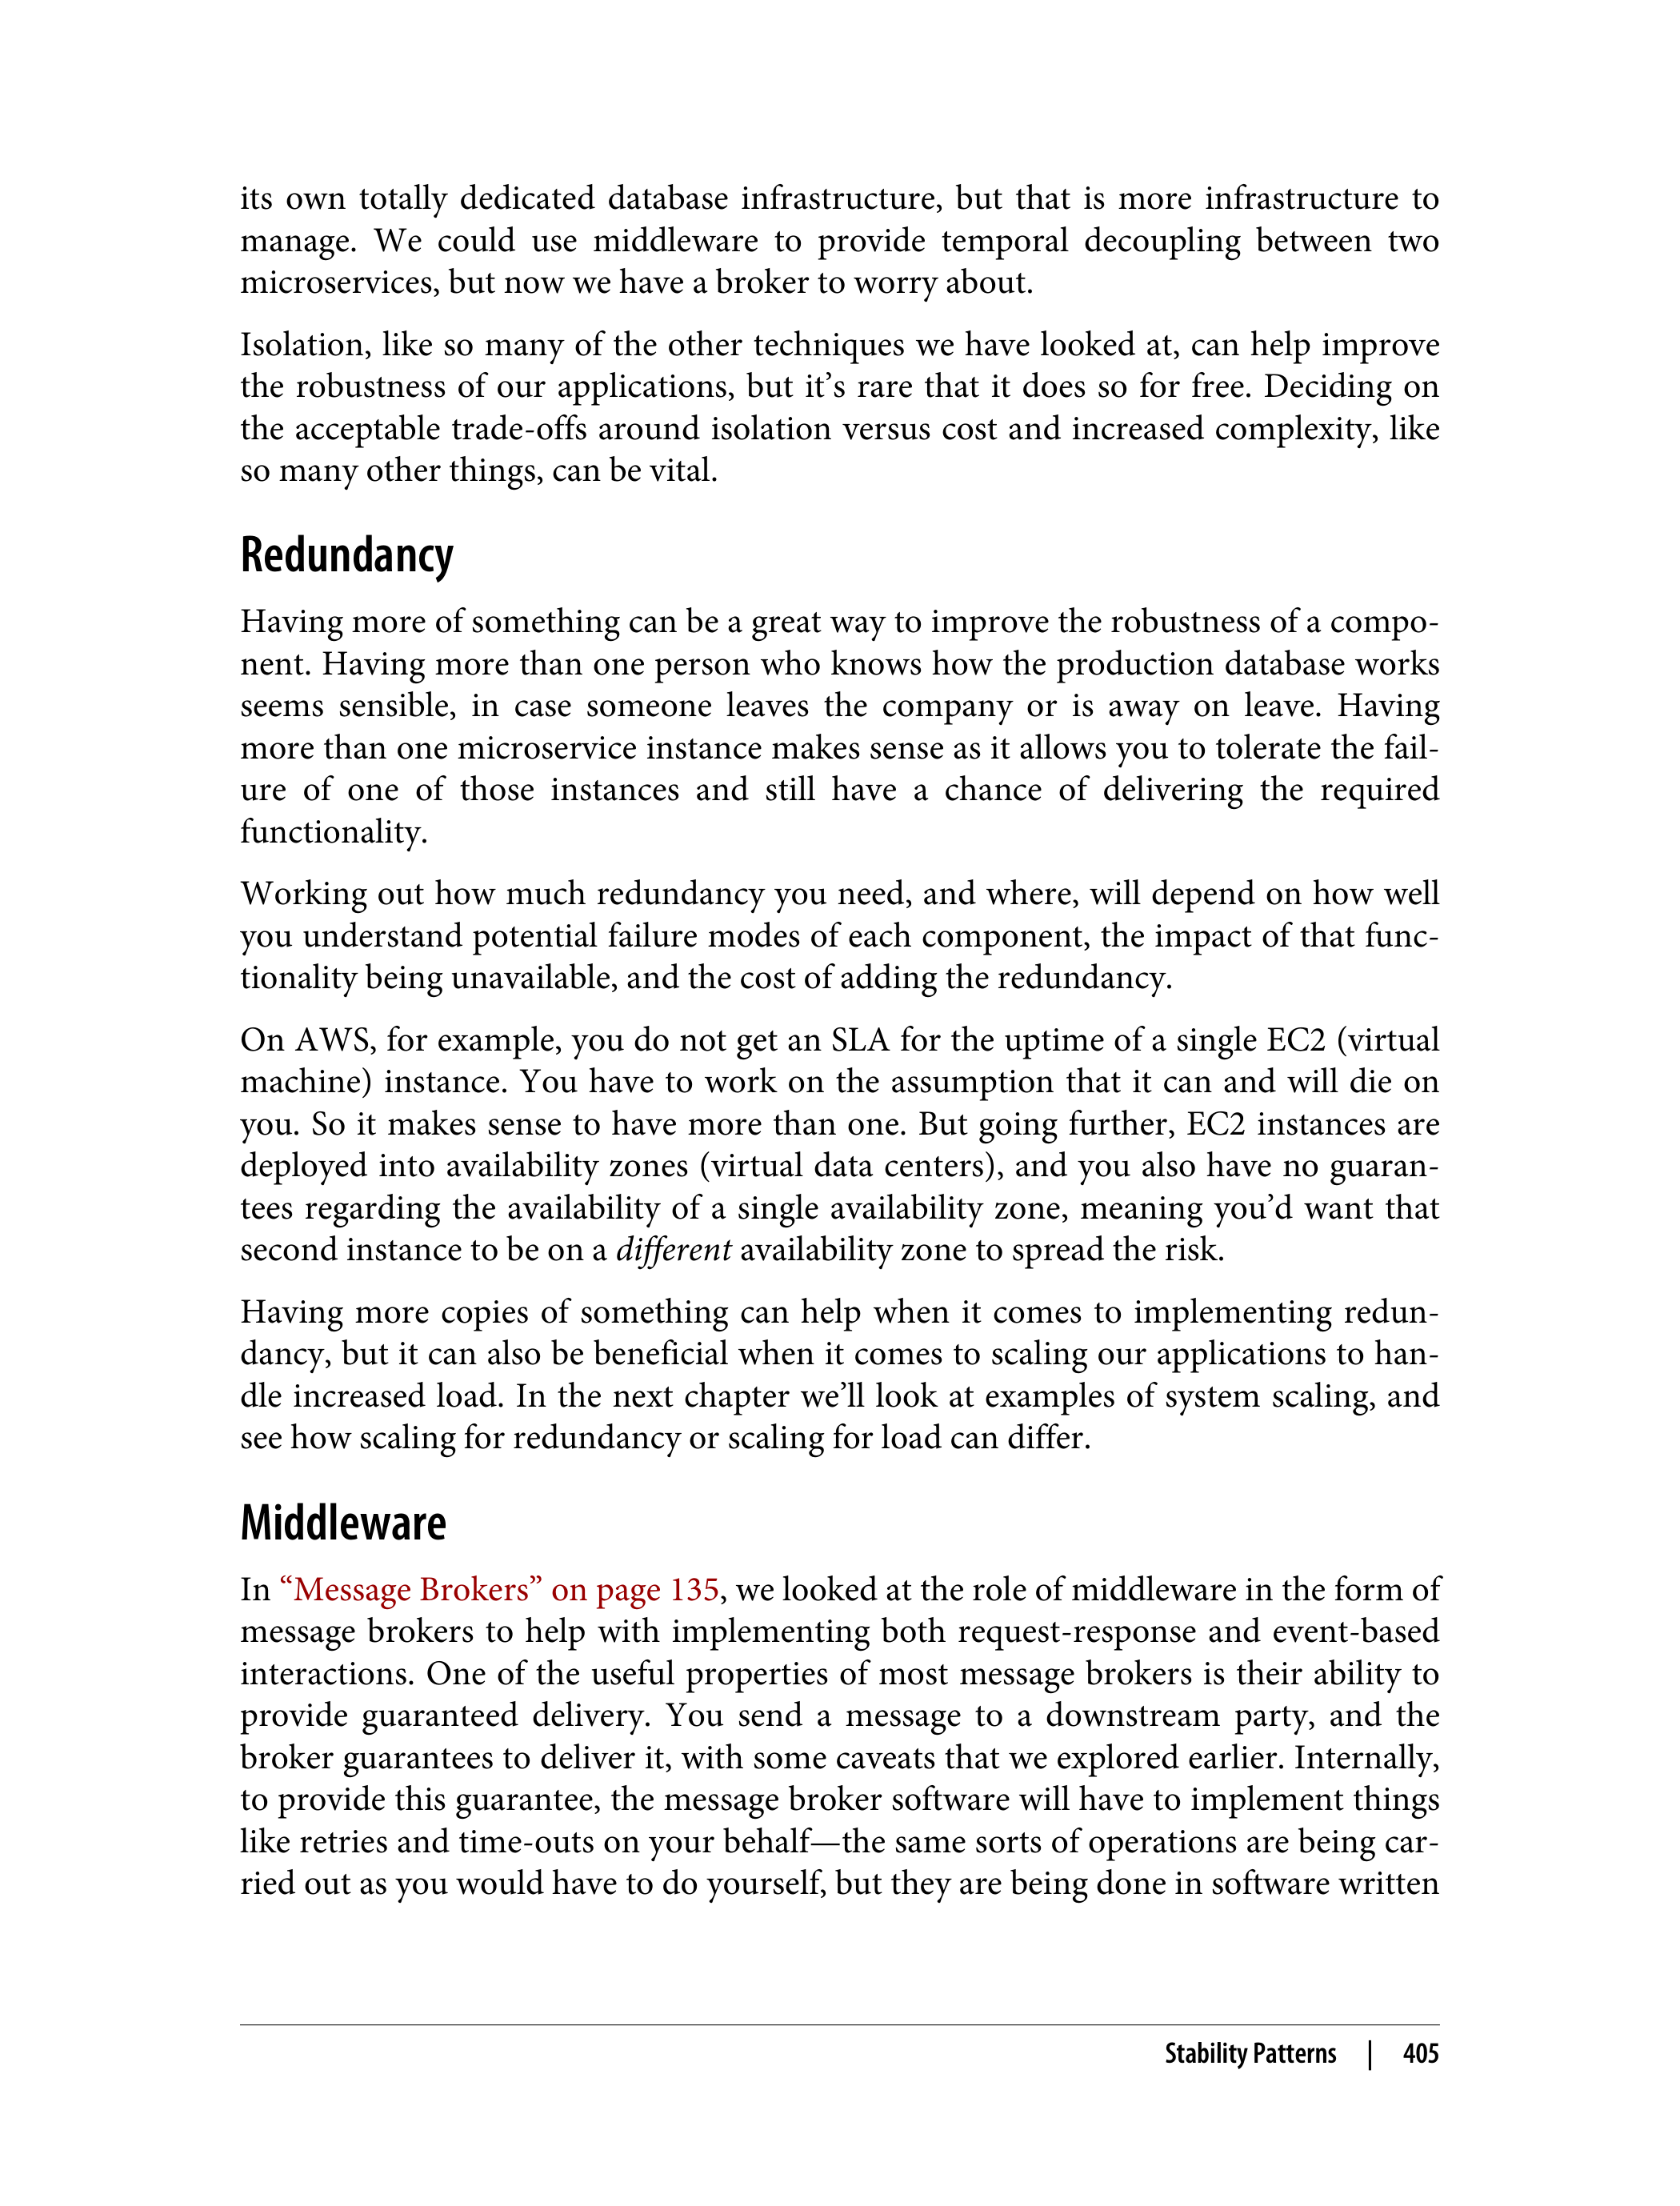 its own totally dedicated database infrastructure, but that is more infrastructure to
manage. We could use middleware to provide temporal decoupling between two
microservices, but now we have a broker to worry about.
Isolation, like so many of the other techniques we have looked at, can help improve
the robustness of our applications, but it’s rare that it does so for free. Deciding on
the acceptable trade-offs around isolation versus cost and increased complexity, like
so many other things, can be vital.
Redundancy
Having more of something can be a great way to improve the robustness of a compo-
nent. Having more than one person who knows how the production database works
seems sensible, in case someone leaves the company or is away on leave. Having
more than one microservice instance makes sense as it allows you to tolerate the fail-
ure of one of those instances and still have a chance of delivering the required
functionality.
Working out how much redundancy you need, and where, will depend on how well
you understand potential failure modes of each component, the impact of that func-
tionality being unavailable, and the cost of adding the redundancy.
On AWS, for example, you do not get an SLA for the uptime of a single EC2 (virtual
machine) instance. You have to work on the assumption that it can and will die on
you. So it makes sense to have more than one. But going further, EC2 instances are
deployed into availability zones (virtual data centers), and you also have no guaran-
tees regarding the availability of a single availability zone, meaning you’d want that
second instance to be on a different availability zone to spread the risk.
Having more copies of something can help when it comes to implementing redun-
dancy, but it can also be beneficial when it comes to scaling our applications to han-
dle increased load. In the next chapter we’ll look at examples of system scaling, and
see how scaling for redundancy or scaling for load can differ.
Middleware
In “Message Brokers” on page 135, we looked at the role of middleware in the form of
message brokers to help with implementing both request-response and event-based
interactions. One of the useful properties of most message brokers is their ability to
provide guaranteed delivery. You send a message to a downstream party, and the
broker guarantees to deliver it, with some caveats that we explored earlier. Internally,
to provide this guarantee, the message broker software will have to implement things
like retries and time-outs on your behalf—the same sorts of operations are being car-
ried out as you would have to do yourself, but they are being done in software written
Stability Patterns | 405